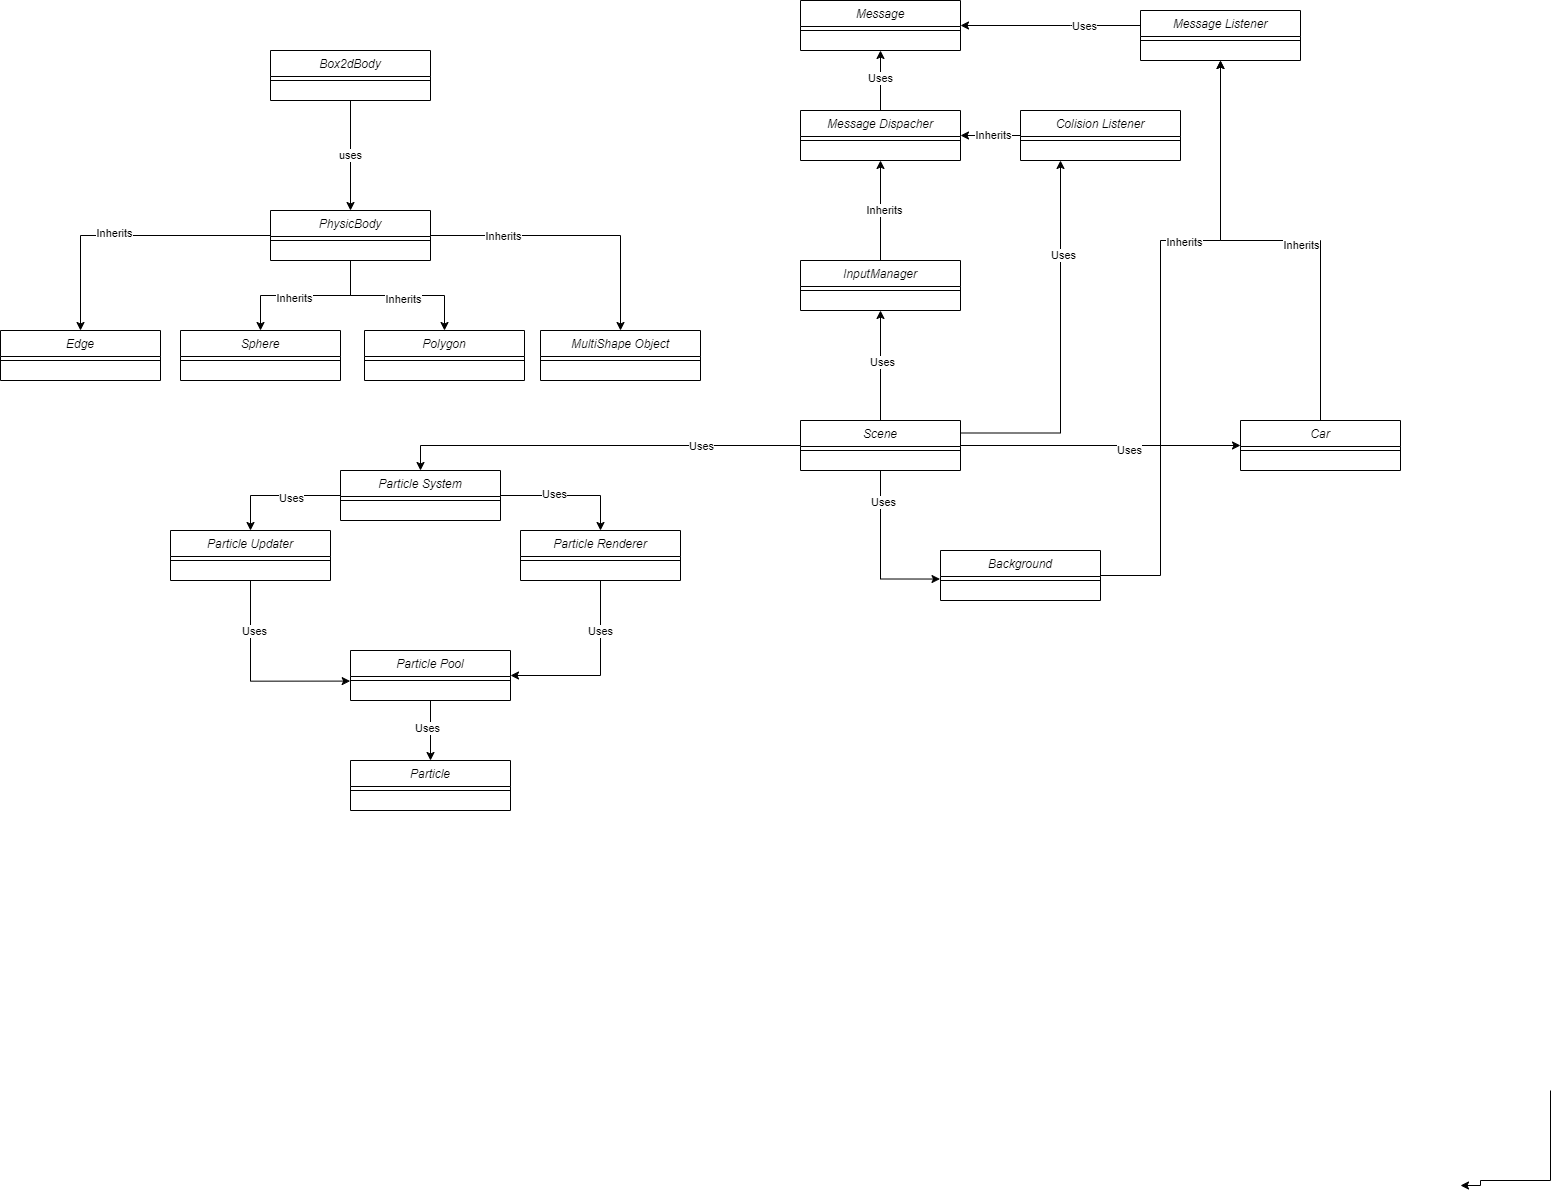 Message
Uses
Message Listener
Box2dBody
Uses
Message Dispacher
Inherits
Colision Listener
uses
PhysicBody
Inherits
Inherits
Inherits
Inherits
Inherits
Uses
Inherits
Inherits
InputManager
Edge
Sphere
Polygon
MultiShape Object
Uses
Scene
Car
Uses
Uses
Particle System
Uses
Uses
Uses
Particle Updater
Particle Renderer
Background
Uses
Uses
Particle Pool
Uses
Particle